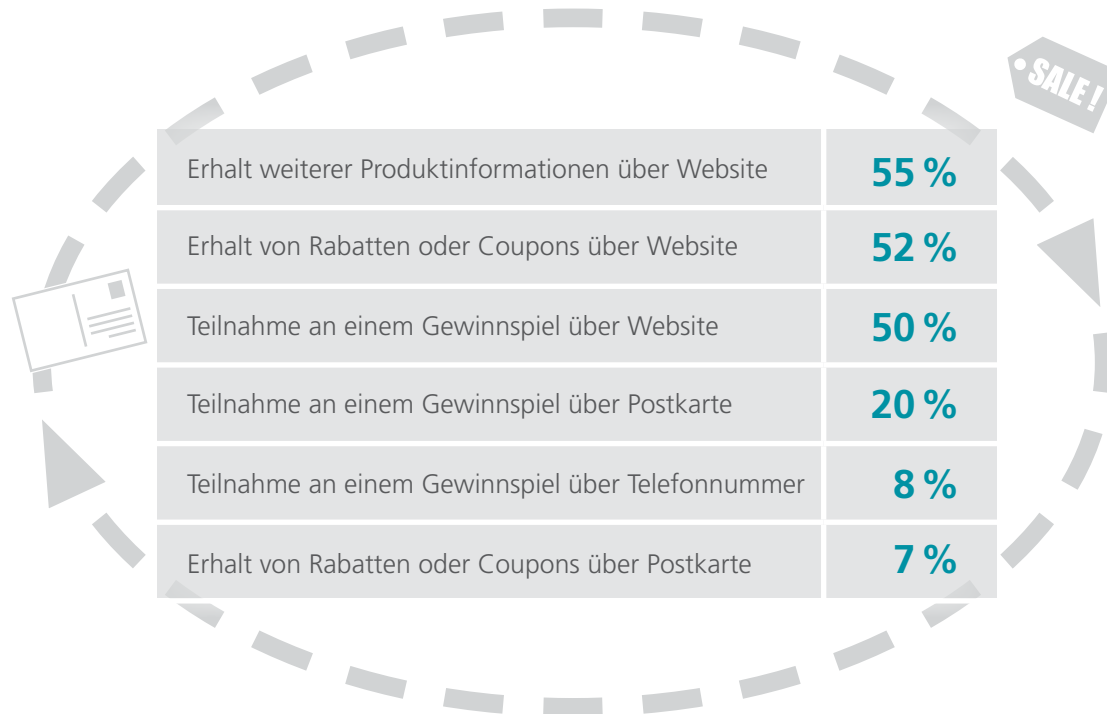 SALE !
Erhalt weiterer Produktinformationen über Website 55 %
Erhalt von Rabatten oder Coupons über Website 52 %
Teilnahme an einem Gewinnspiel über Website 50 %
Teilnahme an einem Gewinnspiel über Postkarte 20 %
Teilnahme an einem Gewinnspiel über Telefonnummer 8 %
Erhalt von Rabatten oder Coupons über Postkarte 7 %